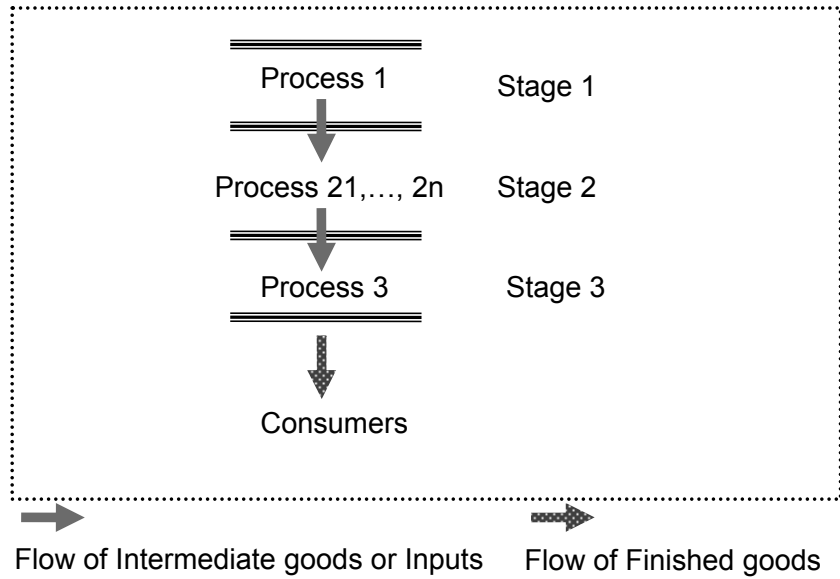 Process 1 Stage 1
Process 21,…, 2n Stage 2
Process 3 Stage 3
Consumers
Flow of Intermediate goods or Inputs Flow of Finished goods